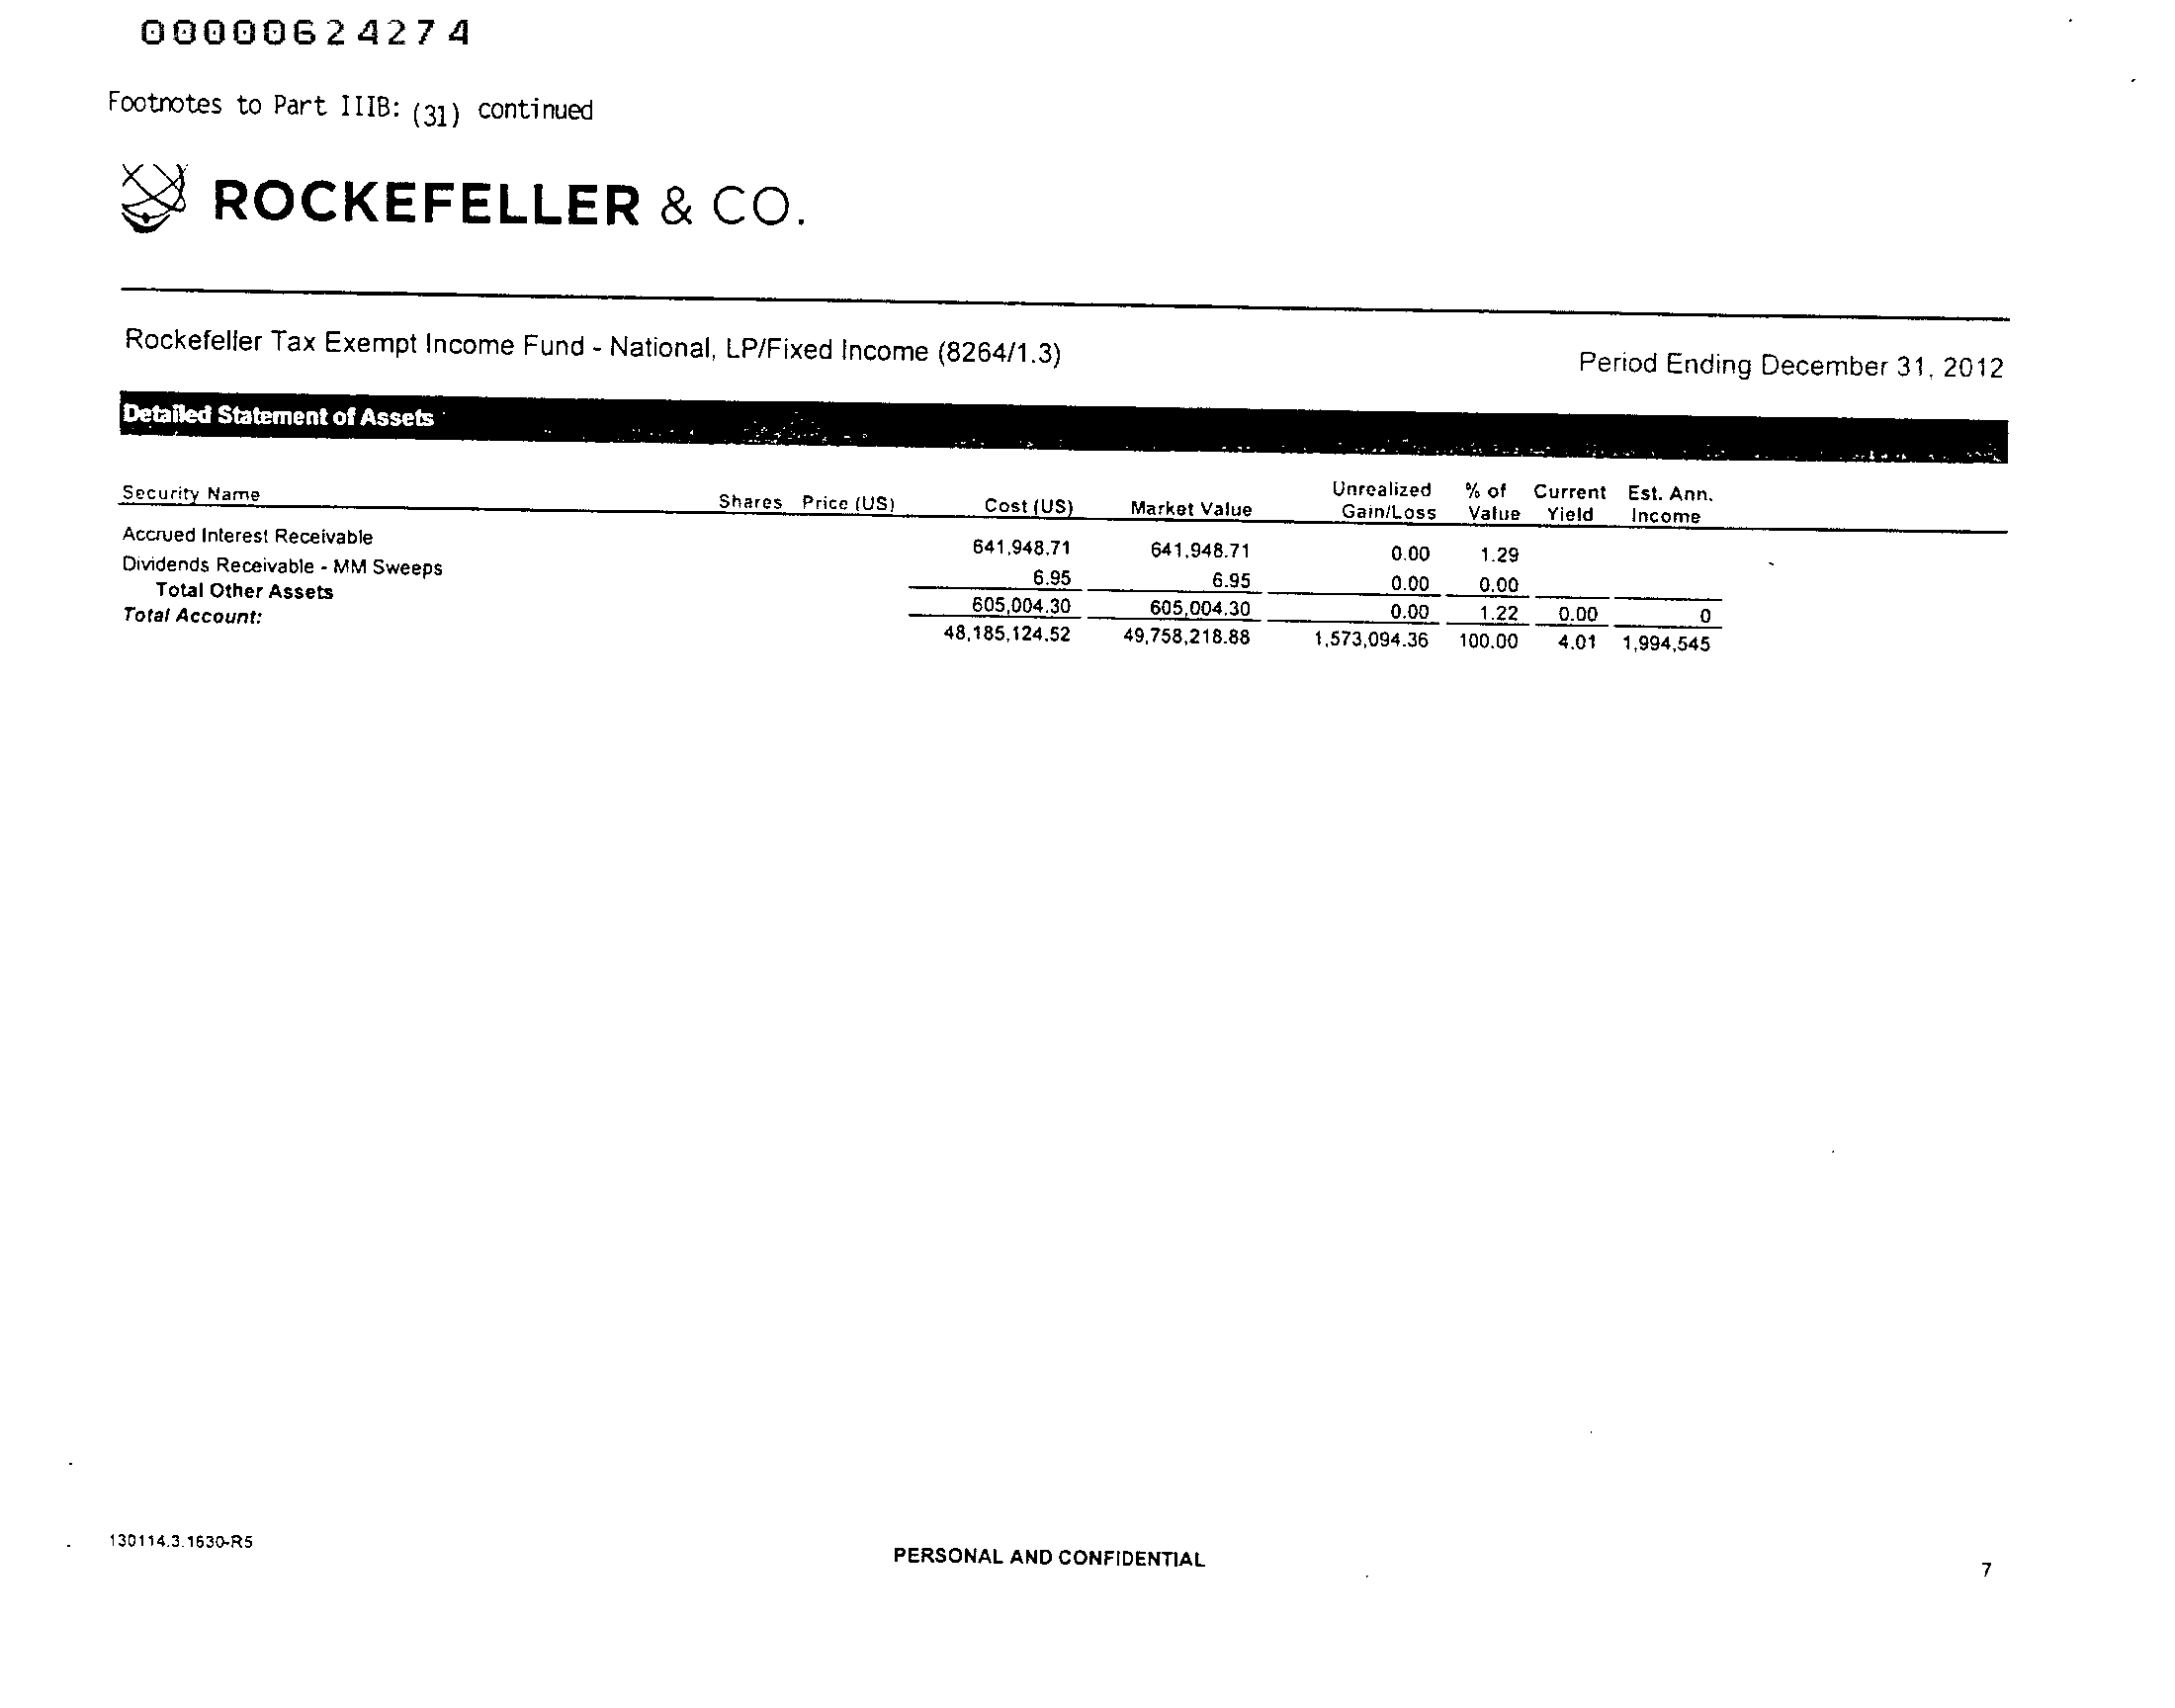 00000624274
Footnotes to Part IIIB: (31) continued
ROCKEFELLER & CO.
Rockefeller Tax Exempt Income Fund - National, LP/Fixed Income (8264/1.3)
Period Ending December 31, 2012
Detailed Statement of Assets
Unrealized % of Current Est. Ann.
Security Name Shares Price (US) Cost (US) Market Value Gain/Loss Value Yield Income
Accrued Interest Receivable 641,948.71 641,948.71 0.00 1.29
Dividends Receivable - MM Sweeps 6.95 6.95 0.00 0.00
Total Other Assets 605,004.30 605,004.30 0.00 1.22 0.00 0
Total Account: 48,185,124.52 49,758,218.88 1,573,094.36 100.00 4.01 1,994,545
130114.3.1630-R5
PERSONAL AND CONFIDENTIAL
7